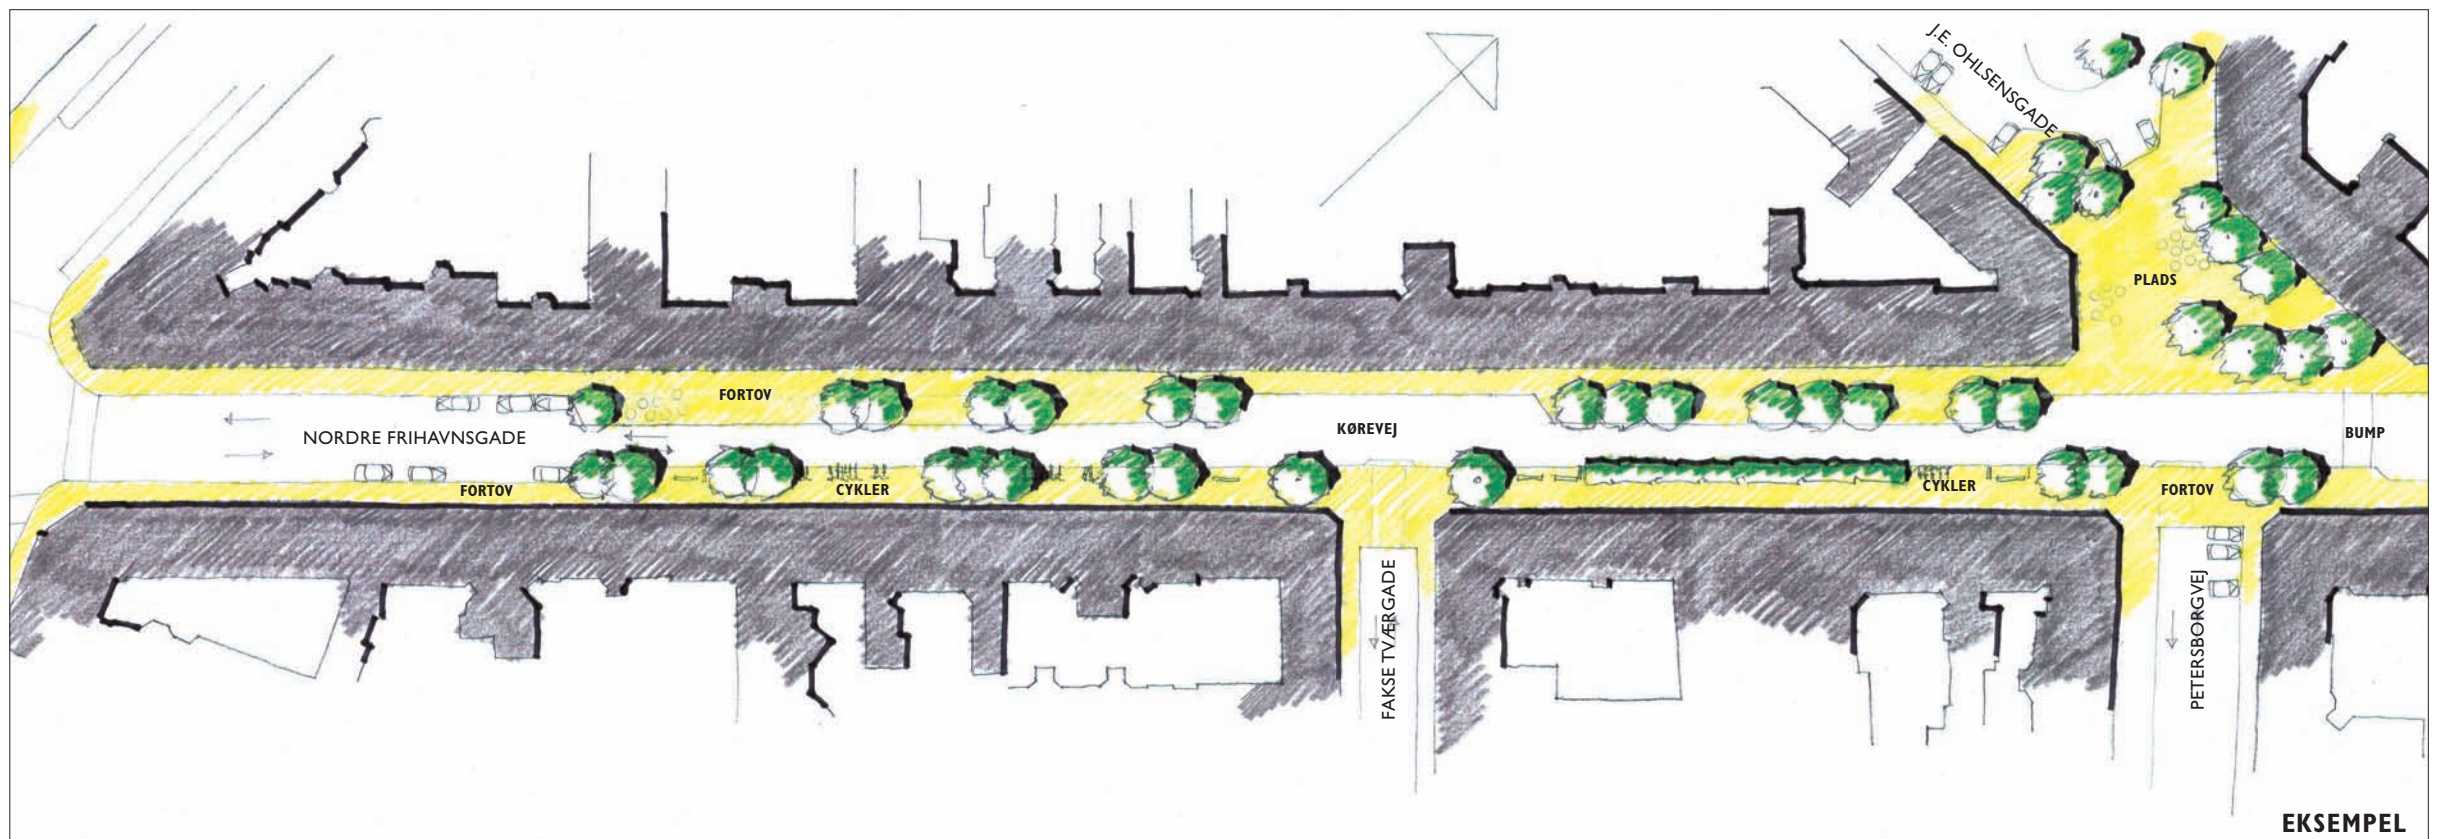 J.E. OHLSENSGADE
PLADS
FORTOV
NORDRE FRIHAVNSGADE
KØREVEJ
BUMP
FORTOV
CYKLER
CYKLER
FORTOV
FAKSE TVÆRGADE
PETERSBORGVEJ
EKSEMPEL